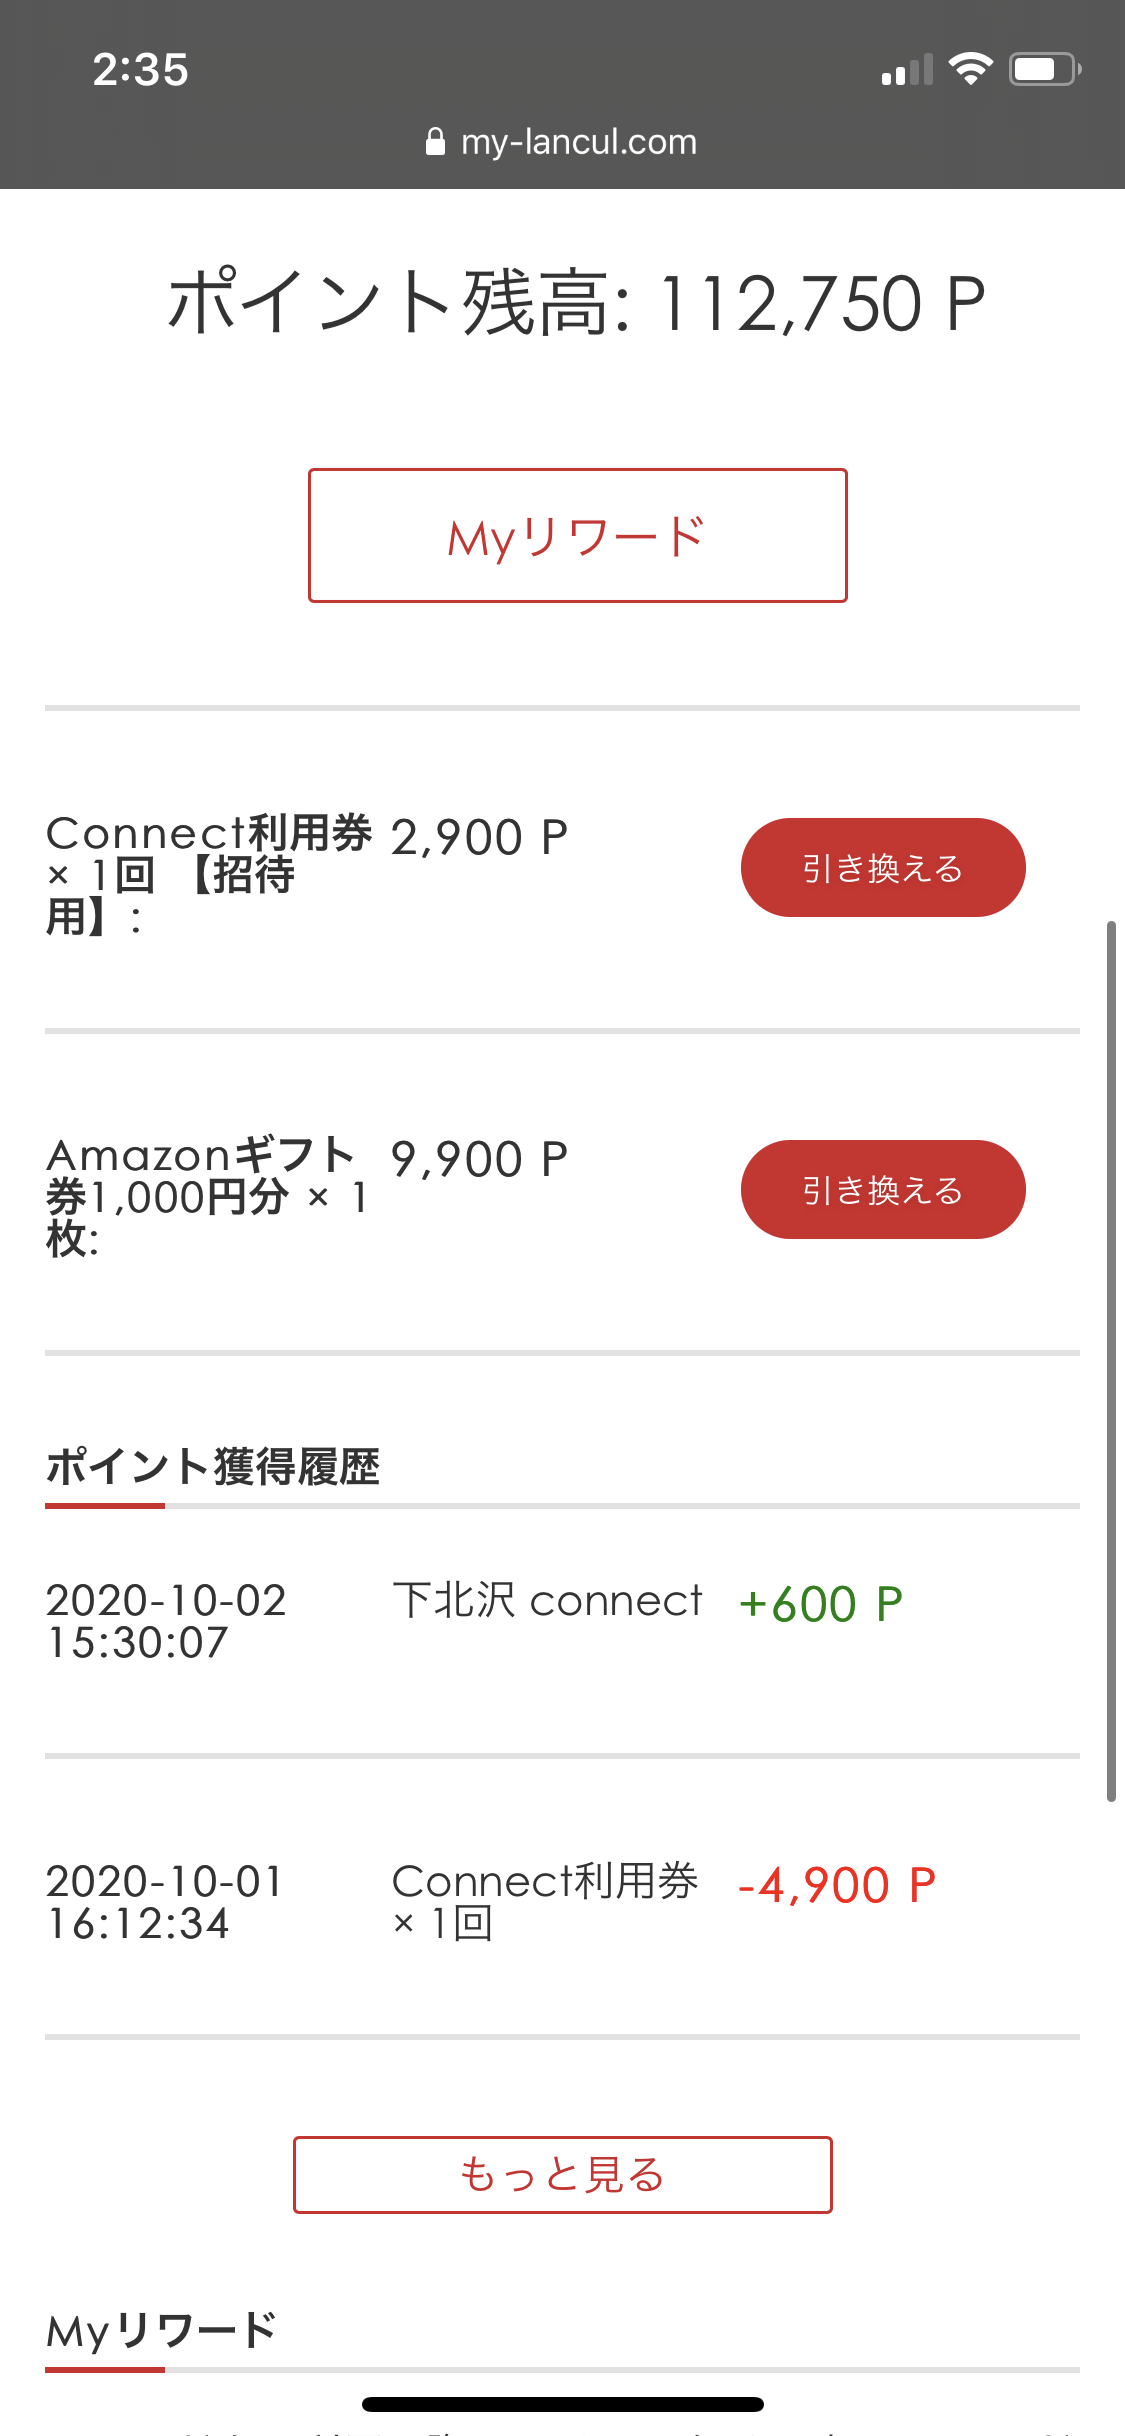 2:35
my-lancul.com
ポイント残高: 112,750 P
Myリワード
Connect利用券 2,900 P
× 1回 【招待
用】:
引き換える
Amazonギフト 9,900 P
券1,000円分 × 1
枚:
引き換える
ポイント獲得履歴
2020-10-02 下北沢 connect +600 P
15:30:07
2020-10-01 Connect利用券 -4,900 P
16:12:34 × 1回
もっと見る
Myリワード